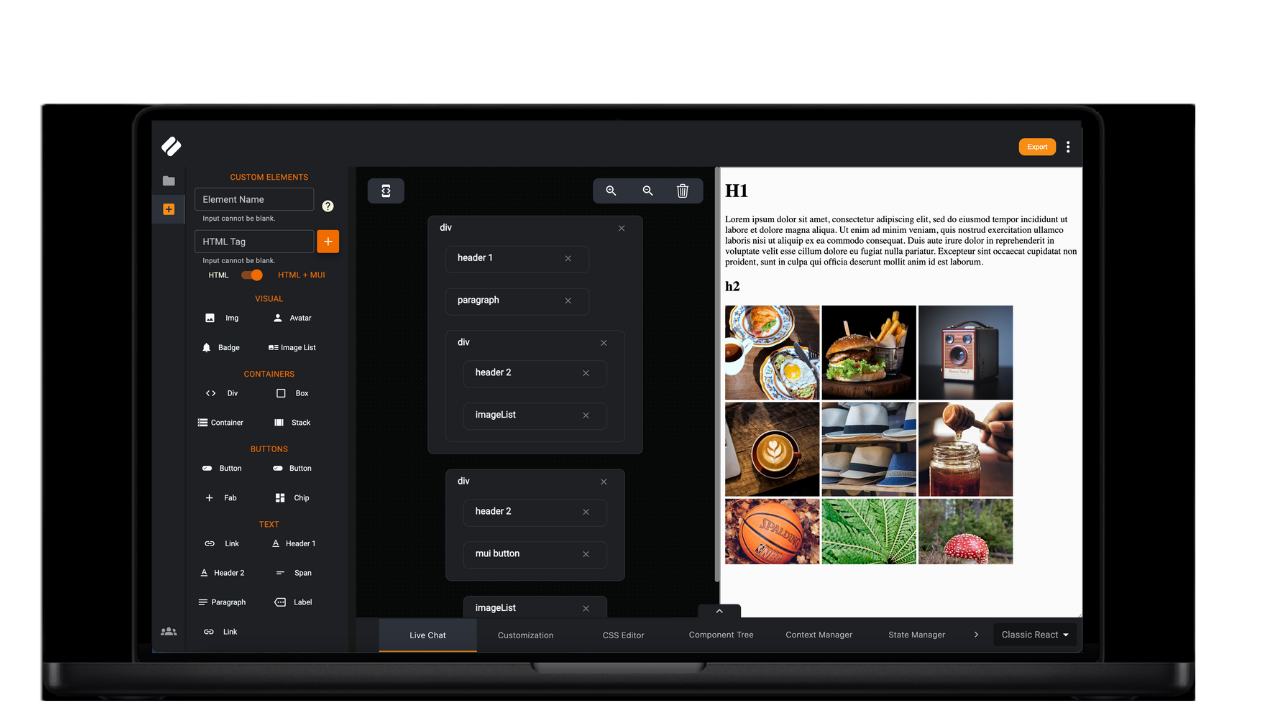 Export
CUSTOM ELEMENTS
Element Name
?
Input cannot be blank.
HTML Tag
+
Input cannot be blank.
HTML
HTML + MUI
VISUAL
Img
Avatar
Badge
Image List
CONTAINERS
Div
Box
Container
Stack
BUTTONS
Button
Button
Fab
Chip
TEXT
Link
Header 1
Header 2
Span
Paragraph
Label
Link
div
header 1
paragraph
div
header 2
imageList
div
header 2
mui button
imageList
H1
Lorem ipsum dolor sit amet, consectetur adipiscing elit, sed do eiusmod tempor incididunt ut
labore et dolore magna aliqua. Ut enim ad minim veniam, quis nostrud exercitation ullamco
laboris nisi ut aliquip ex ea commodo consequat. Duis aute irure dolor in reprehenderit in
voluptate velit esse cillum dolore eu fugiat nulla pariatur. Excepteur sint occaecat cupidatat non
proident, sunt in culpa qui officia deserunt mollit anim id est laborum.
h2
SPALDING
Live Chat
Customization
CSS Editor
Component Tree
Context Manager
State Manager
Classic React